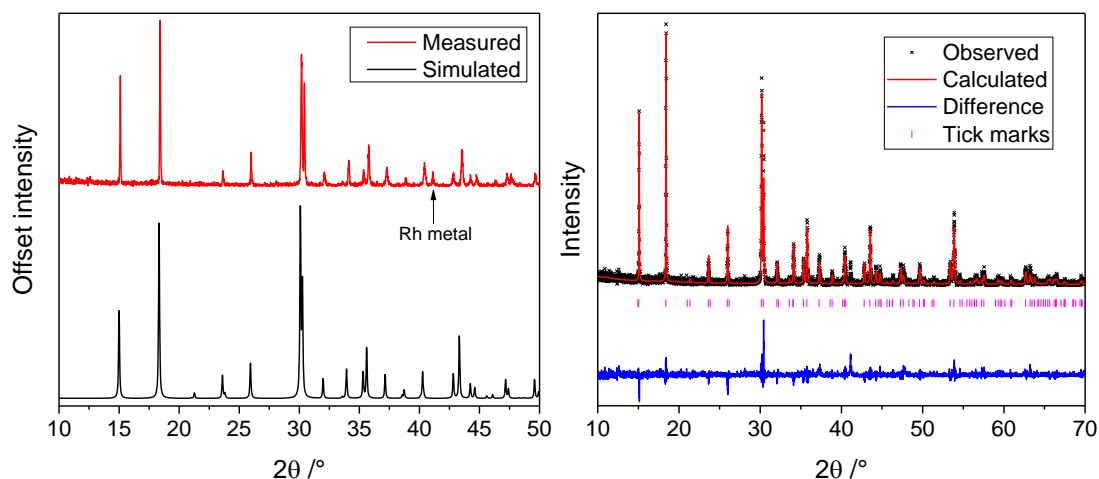 Offset intensity
Measured
Simulated
Rh metal
10 15 20 25 30 35 40 45 50
2θ /°
Intensity
Observed
Calculated
Difference
Tick marks
10 20 30 40 50 60 70
2θ /°